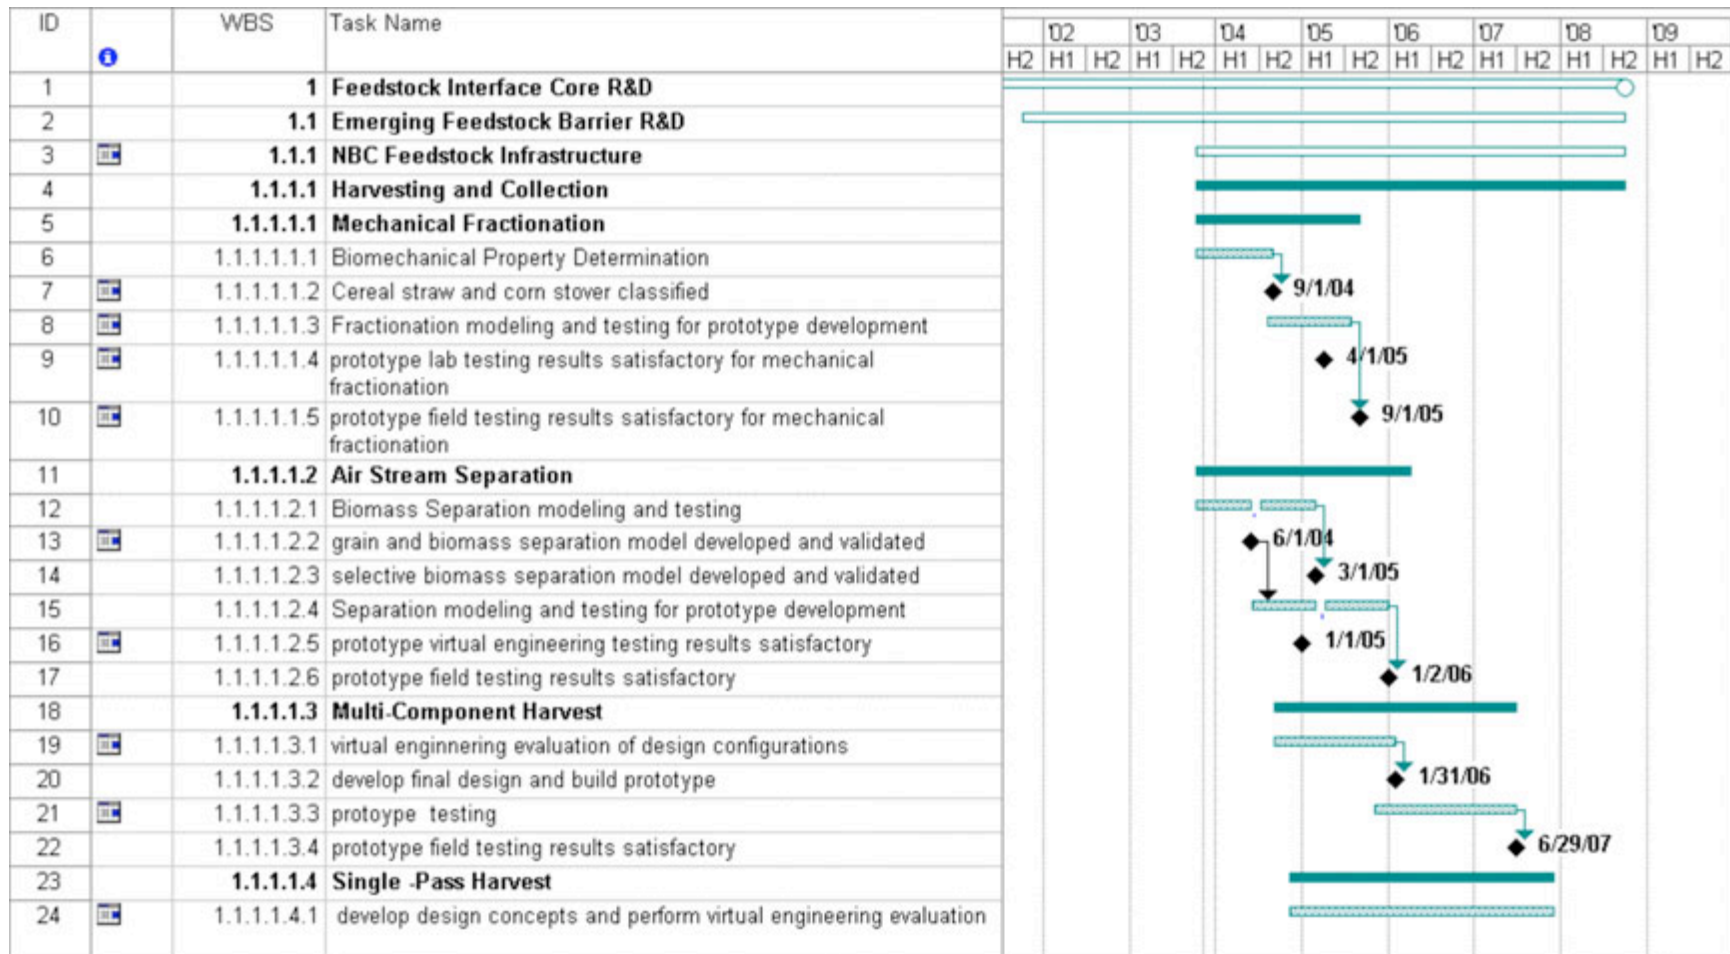 ID WBS Task Name '02 '03 '04 '05 '06 '07 '08 '09
H2 H1 H2 H1 H2 H1 H2 H1 H2 H1 H2 H1 H2 H1 H2 H1 H2
1 1 Feedstock Interface Core R&D
2 1.1 Emerging Feedstock Barrier R&D
3 1.1.1 NBC Feedstock Infrastructure
4 1.1.1.1 Harvesting and Collection
5 1.1.1.1.1 Mechanical Fractionation
6 1.1.1.1.1.1 Biomechanical Property Determination
7 1.1.1.1.1.2 Cereal straw and corn stover classified 9/1/04
8 1.1.1.1.1.3 Fractionation modeling and testing for prototype development
9 1.1.1.1.1.4 prototype lab testing results satisfactory for mechanical 4/1/05
fractionation
10 1.1.1.1.1.5 prototype field testing results satisfactory for mechanical 9/1/05
fractionation
11 1.1.1.1.2 Air Stream Separation
12 1.1.1.1.2.1 Biomass Separation modeling and testing
13 1.1.1.1.2.2 grain and biomass separation model developed and validated 6/1/04
14 1.1.1.1.2.3 selective biomass separation model developed and validated 3/1/05
15 1.1.1.1.2.4 Separation modeling and testing for prototype development
16 1.1.1.1.2.5 prototype virtual engineering testing results satisfactory 1/1/05
17 1.1.1.1.2.6 prototype field testing results satisfactory 1/2/06
18 1.1.1.1.3 Multi-Component Harvest
19 1.1.1.1.3.1 virtual enginnering evaluation of design configurations
20 1.1.1.1.3.2 develop final design and build prototype 1/31/06
21 1.1.1.1.3.3 protoype testing
22 1.1.1.1.3.4 prototype field testing results satisfactory 6/29/07
23 1.1.1.1.4 Single -Pass Harvest
24 1.1.1.1.4.1 develop design concepts and perform virtual engineering evaluation